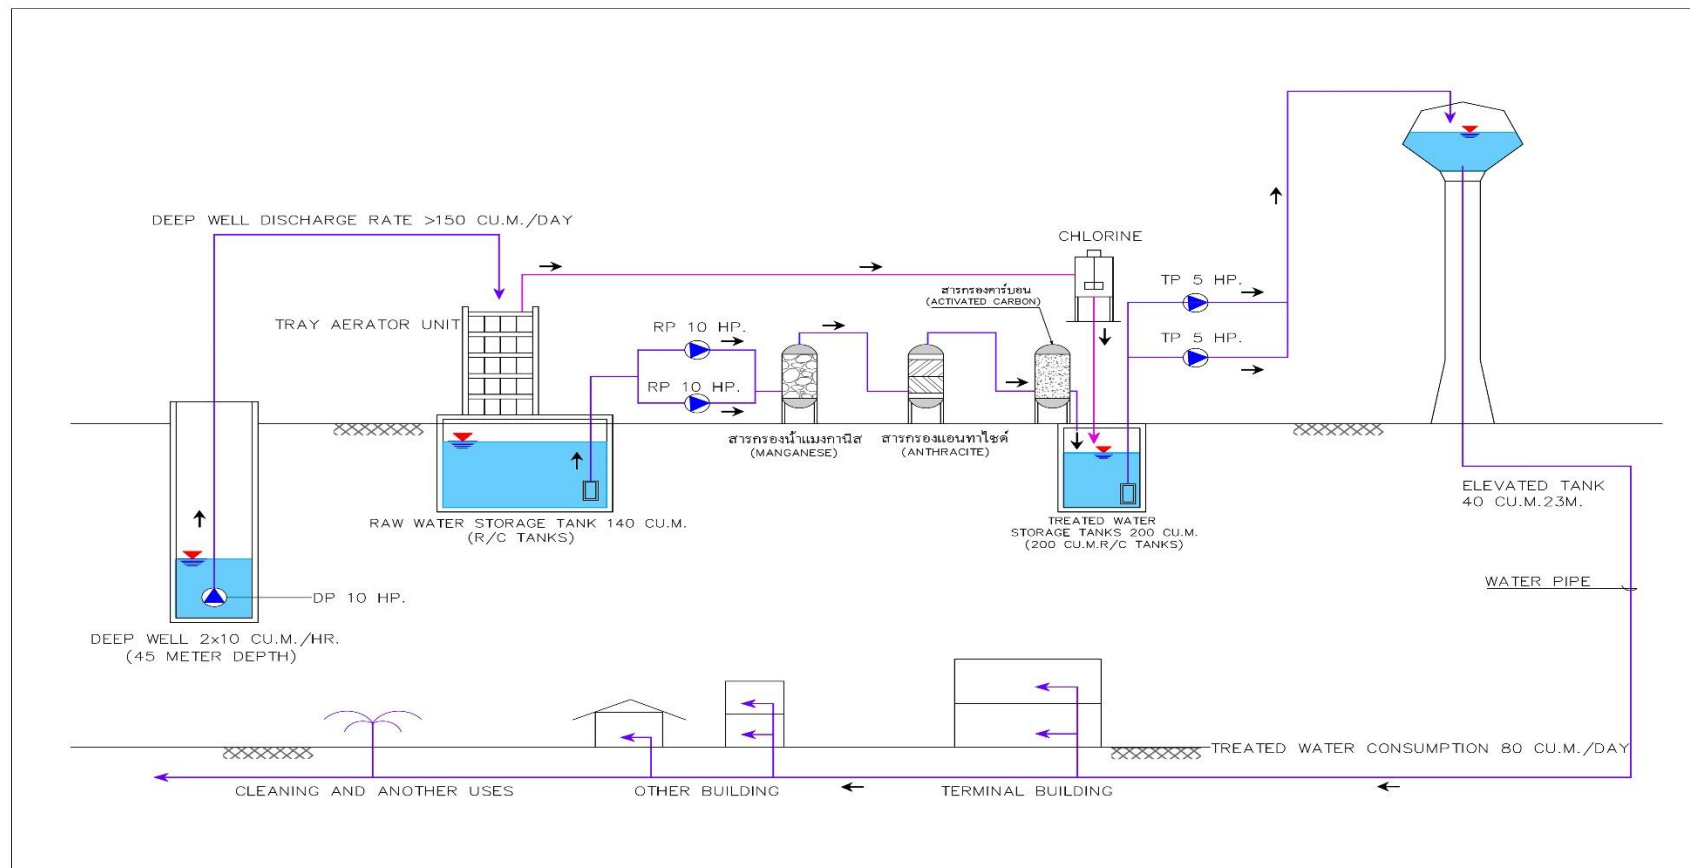 DEEP WELL DISCHARGE RATE >150 CU.M./DAY
CHLORINE
TP 5 HP.
สารกรองคาร์บอน
(ACTIVATED CARBON)
TRAY AERATOR UNIT
RP 10 HP.
TP 5 HP.
RP 10 HP.
สารกรองน้ำแมงกานีส
(MANGANESE)
สารกรองแอนทาไซต์
(ANTHRACITE)
ELEVATED TANK
40 CU.M.23M.
RAW WATER STORAGE TANK 140 CU.M.
(R/C TANKS)
TREATED WATER
STORAGE TANKS 200 CU.M.
(200 CU.M.R/C TANKS)
WATER PIPE
DP 10 HP.
DEEP WELL 2x10 CU.M./HR.
(45 METER DEPTH)
TREATED WATER CONSUMPTION 80 CU.M./DAY
CLEANING AND ANOTHER USES
OTHER BUILDING
TERMINAL BUILDING